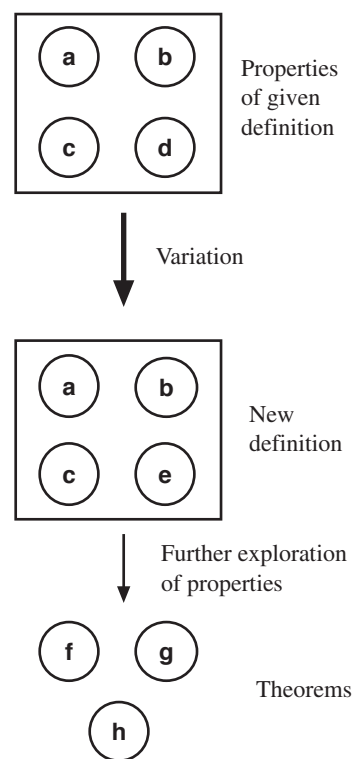 a b
Properties
of given
definition
c d
Variation
a b
New
definition
c e
Further exploration
of properties
f g
Theorems
h